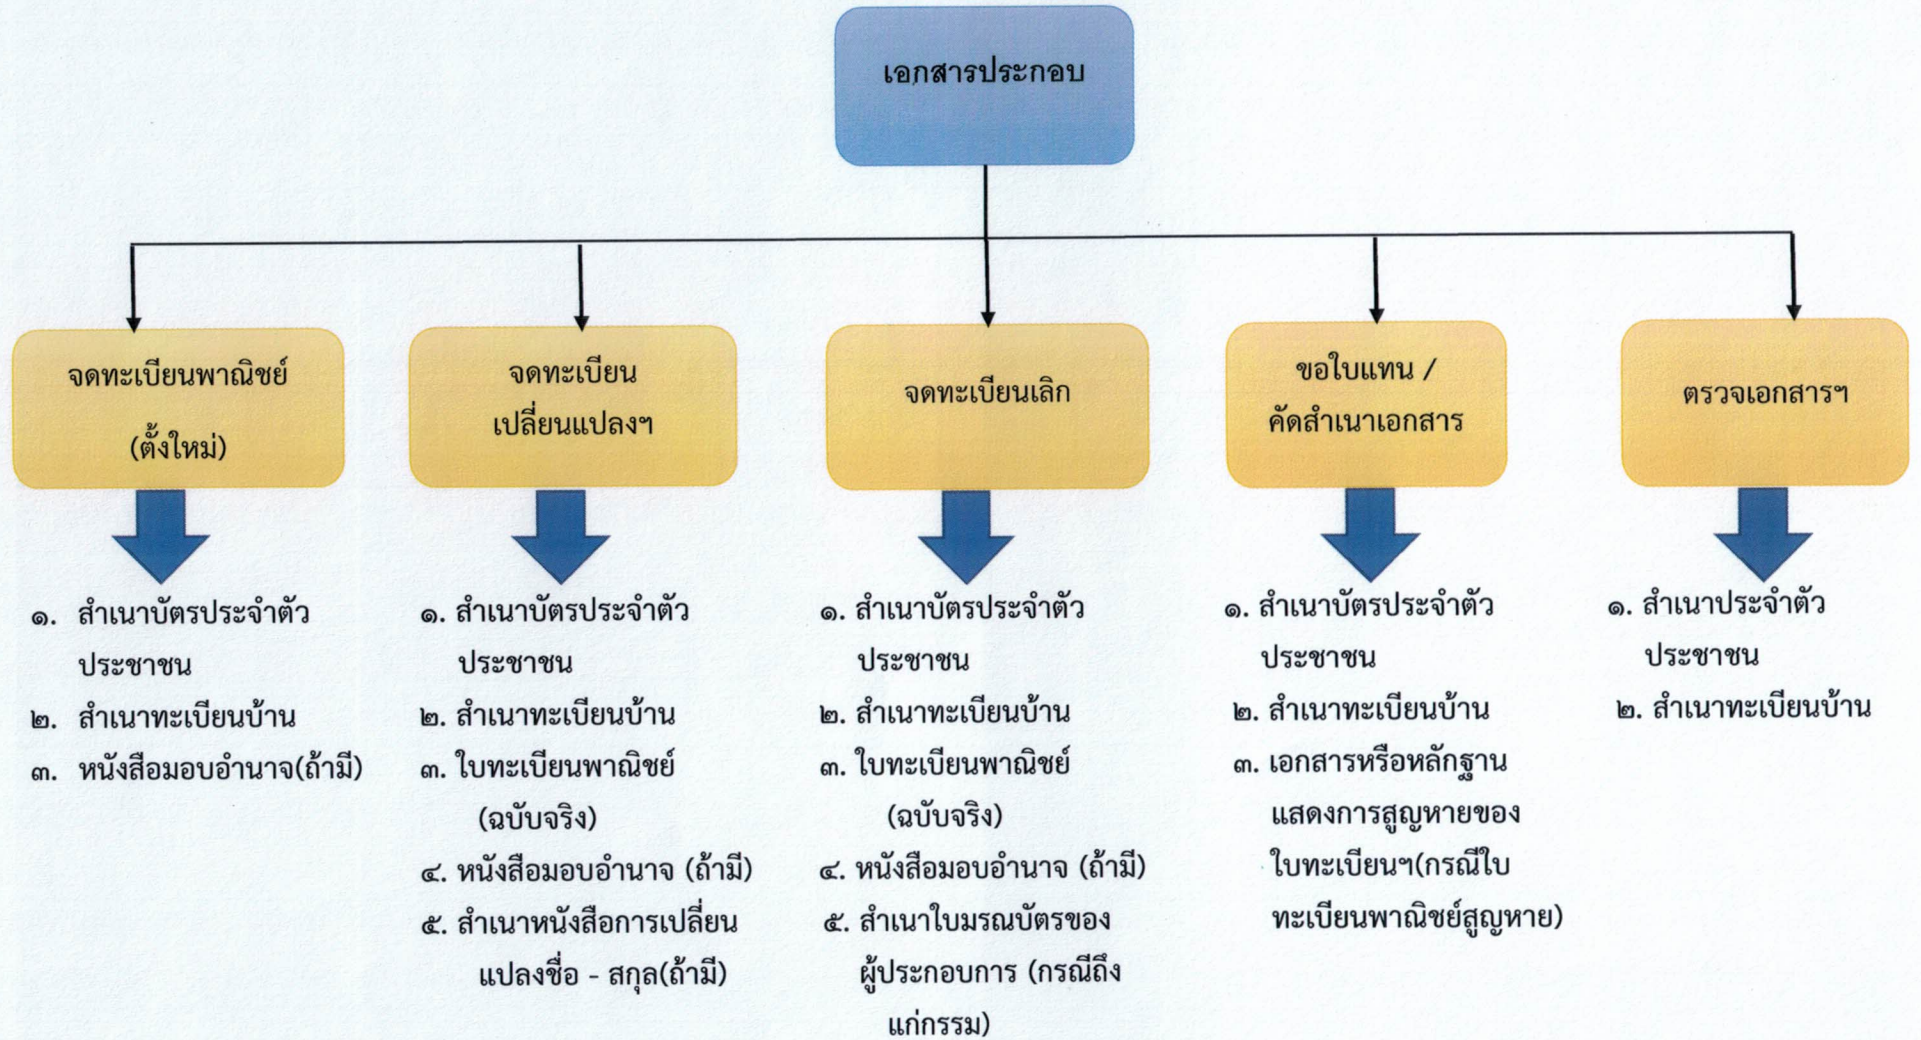 เอกสารประกอบ
จดทะเบียนพาณิชย์
(ตั้งใหม่)
จดทะเบียน
เปลี่ยนแปลงฯ
จดทะเบียนเลิก
ขอใบแทน /
คัดสำเนาเอกสาร
ตรวจเอกสารฯ
๑. สำเนาบัตรประจำตัว
ประชาชน
๒. สำเนาทะเบียนบ้าน
๓. หนังสือมอบอำนาจ(ถ้ามี)
๑. สำเนาบัตรประจำตัว
ประชาชน
๒. สำเนาทะเบียนบ้าน
๓. ใบทะเบียนพาณิชย์
(ฉบับจริง)
๔. หนังสือมอบอำนาจ (ถ้ามี)
๕. สำเนาหนังสือการเปลี่ยน
แปลงชื่อ - สกุล(ถ้ามี)
๑. สำเนาบัตรประจำตัว
ประชาชน
๒. สำเนาทะเบียนบ้าน
๓. ใบทะเบียนพาณิชย์
(ฉบับจริง)
๔. หนังสือมอบอำนาจ (ถ้ามี)
๕. สำเนาใบมรณบัตรของ
ผู้ประกอบการ (กรณีถึง
แก่กรรม)
๑. สำเนาบัตรประจำตัว
ประชาชน
๒. สำเนาทะเบียนบ้าน
๓. เอกสารหรือหลักฐาน
แสดงการสูญหายของ
ใบทะเบียนฯ(กรณีใบ
ทะเบียนพาณิชย์สูญหาย)
๑. สำเนาประจำตัว
ประชาชน
๒. สำเนาทะเบียนบ้าน